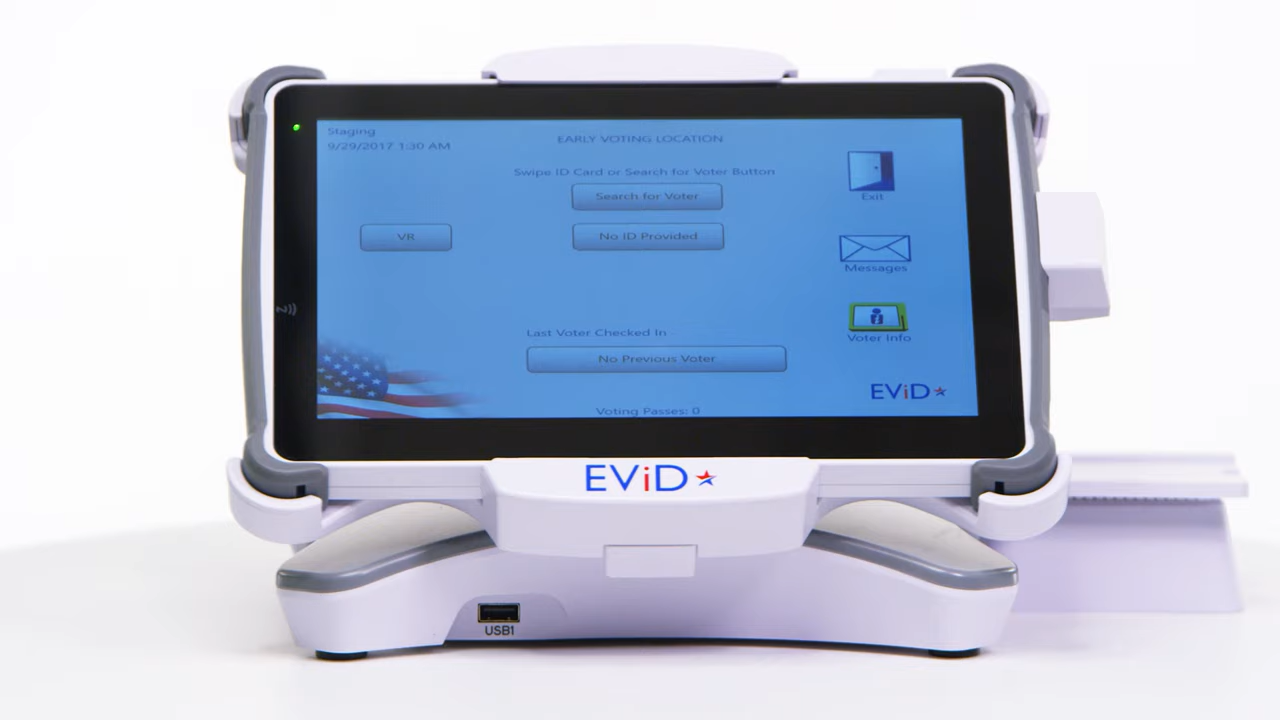 Staging
9/29/2017 1:30 AM
EARLY VOTING LOCATION
Swipe ID Card or Search for Voter Button
Search for Voter
Exit
VR
No ID Provided
Messages
Last Voter Checked In -
Voter Info
No Previous Voter
EViD
Voting Passes: 0
EViD
USB1